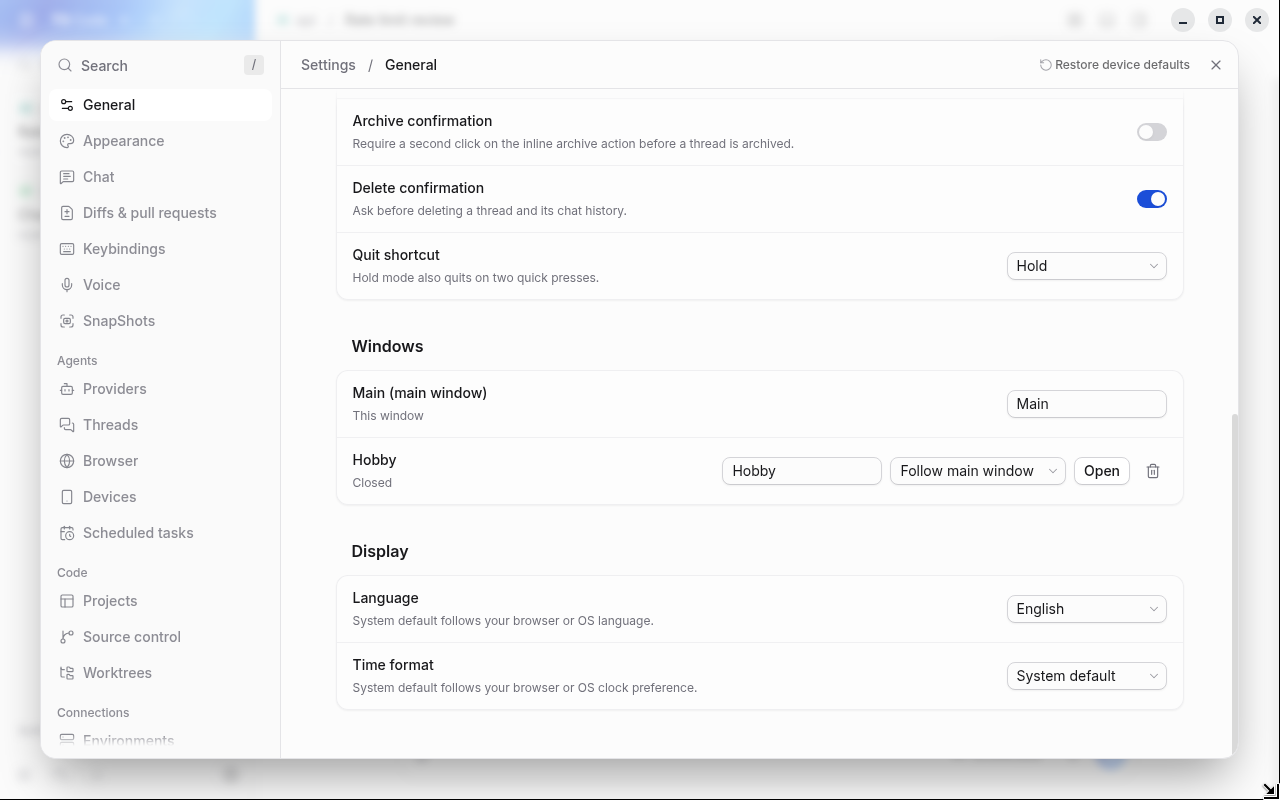 Search /
Settings / General
Restore device defaults
General
Appearance
Chat
Diffs & pull requests
Keybindings
Voice
SnapShots
Agents
Providers
Threads
Browser
Devices
Scheduled tasks
Code
Projects
Source control
Worktrees
Connections
Environments
Archive confirmation
Require a second click on the inline archive action before a thread is archived.
Delete confirmation
Ask before deleting a thread and its chat history.
Quit shortcut
Hold mode also quits on two quick presses.
Hold
Windows
Main (main window)
This window
Main
Hobby
Closed
Hobby
Follow main window
Open
Display
Language
System default follows your browser or OS language.
English
Time format
System default follows your browser or OS clock preference.
System default